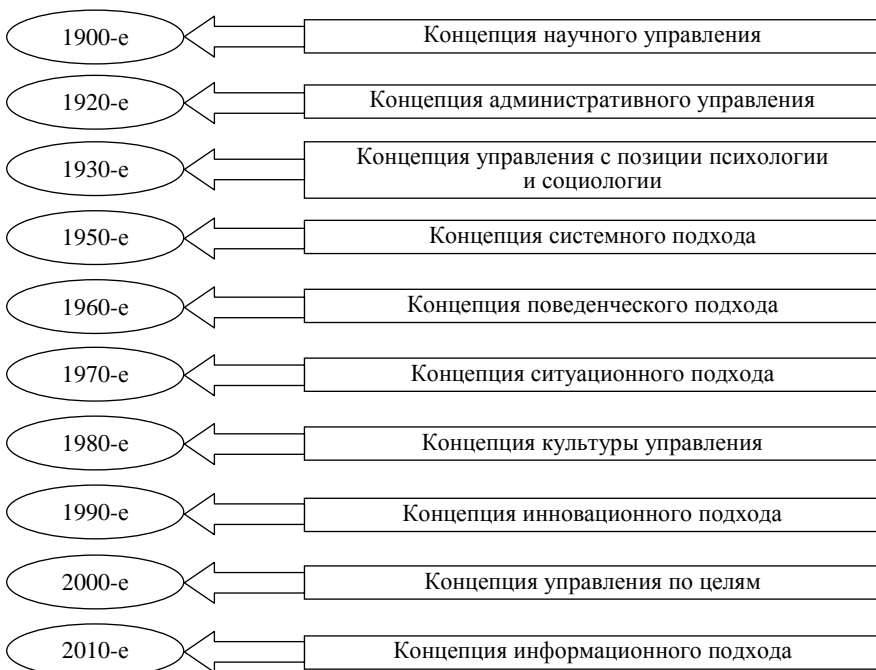 1900-е Концепция научного управления
1920-е Концепция административного управления
1930-е Концепция управления с позиции психологии
и социологии
1950-е Концепция системного подхода
1960-е Концепция поведенческого подхода
1970-е Концепция ситуационного подхода
1980-е Концепция культуры управления
1990-е Концепция инновационного подхода
2000-е Концепция управления по целям
2010-е Концепция информационного подхода